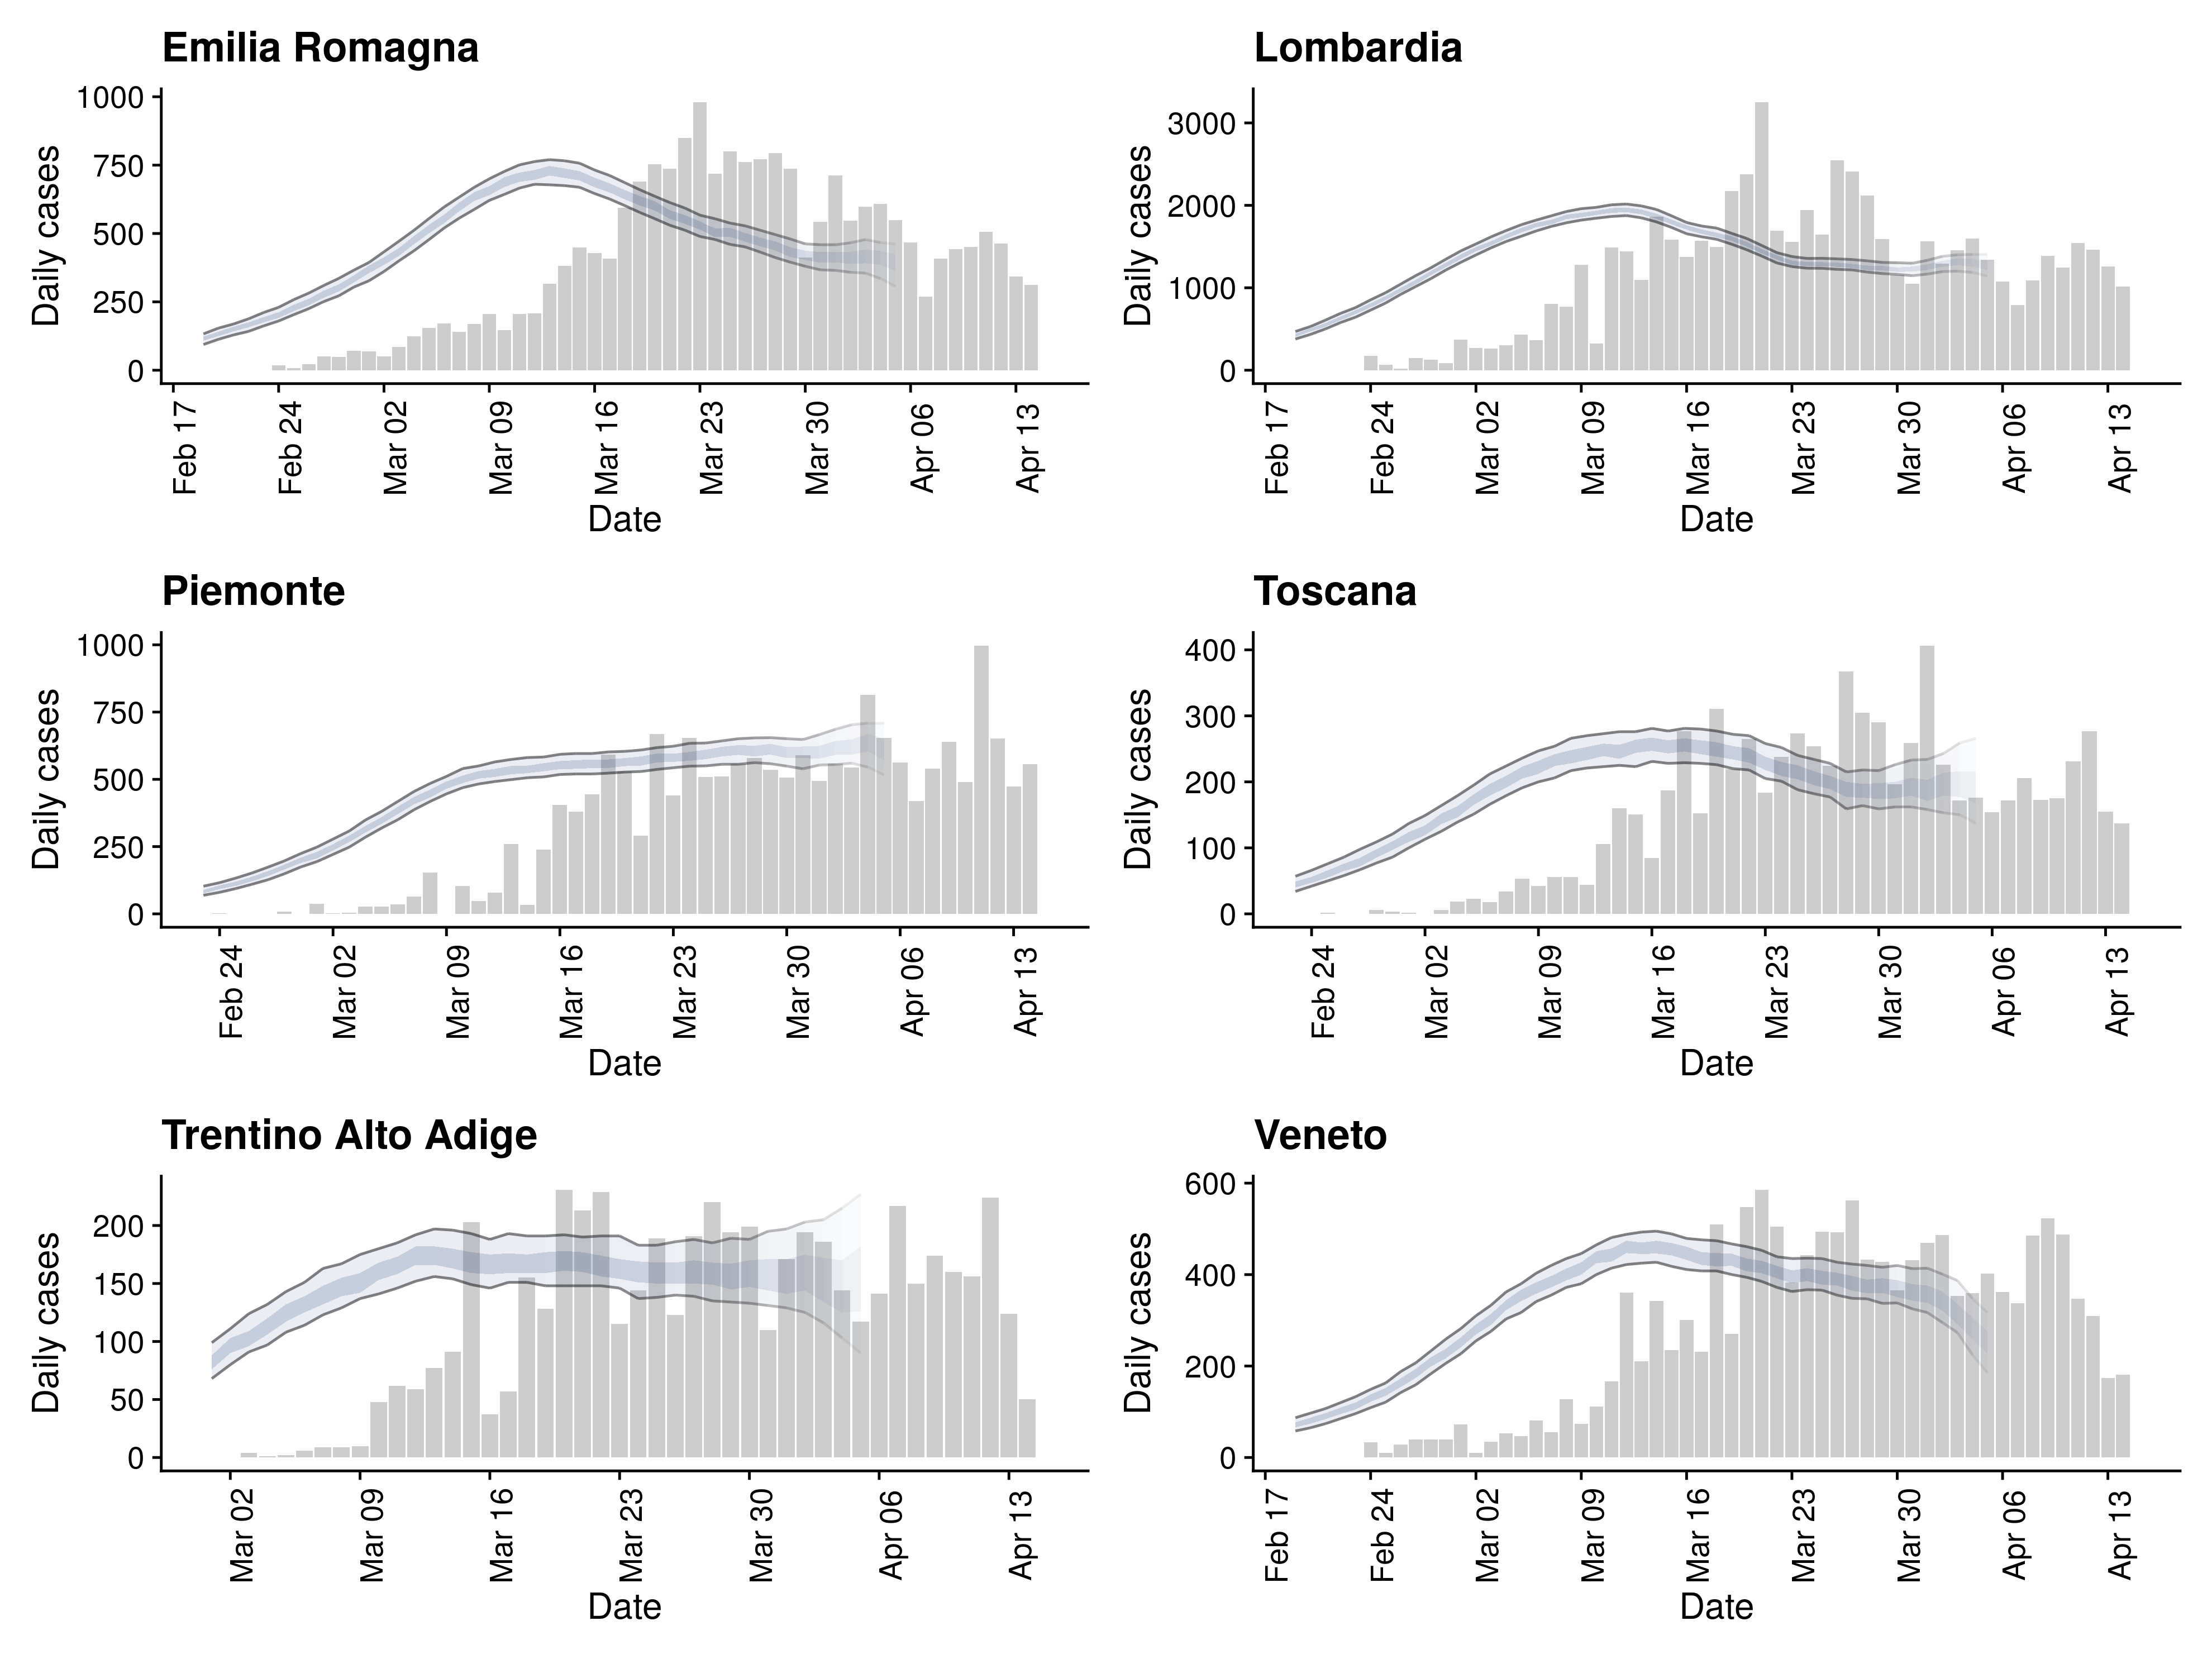 Emilia Romagna
Daily cases
1000
750
500
250
0
Feb 17
Feb 24
Mar 02
Mar 09
Mar 16
Mar 23
Mar 30
Apr 06
Apr 13
Date
Lombardia
Daily cases
3000
2000
1000
0
Feb 17
Feb 24
Mar 02
Mar 09
Mar 16
Mar 23
Mar 30
Apr 06
Apr 13
Date
Piemonte
Daily cases
1000
750
500
250
0
Feb 24
Mar 02
Mar 09
Mar 16
Mar 23
Mar 30
Apr 06
Apr 13
Date
Toscana
Daily cases
400
300
200
100
0
Feb 24
Mar 02
Mar 09
Mar 16
Mar 23
Mar 30
Apr 06
Apr 13
Date
Trentino Alto Adige
Daily cases
200
150
100
50
0
Mar 02
Mar 09
Mar 16
Mar 23
Mar 30
Apr 06
Apr 13
Date
Veneto
Daily cases
600
400
200
0
Feb 17
Feb 24
Mar 02
Mar 09
Mar 16
Mar 23
Mar 30
Apr 06
Apr 13
Date